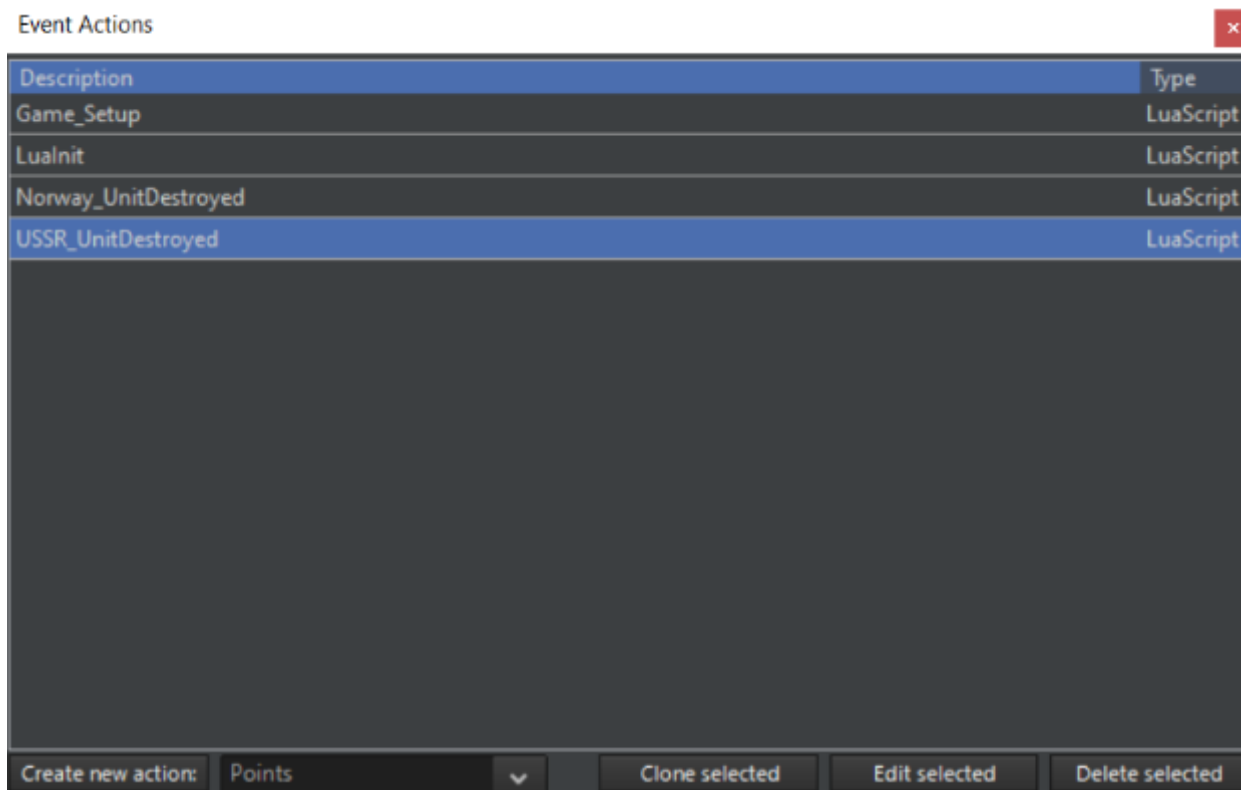 Event Actions ×
Description Type
Game_Setup LuaScript
LuaInit LuaScript
Norway_UnitDestroyed LuaScript
USSR_UnitDestroyed LuaScript
Create new action: Points Clone selected Edit selected Delete selected